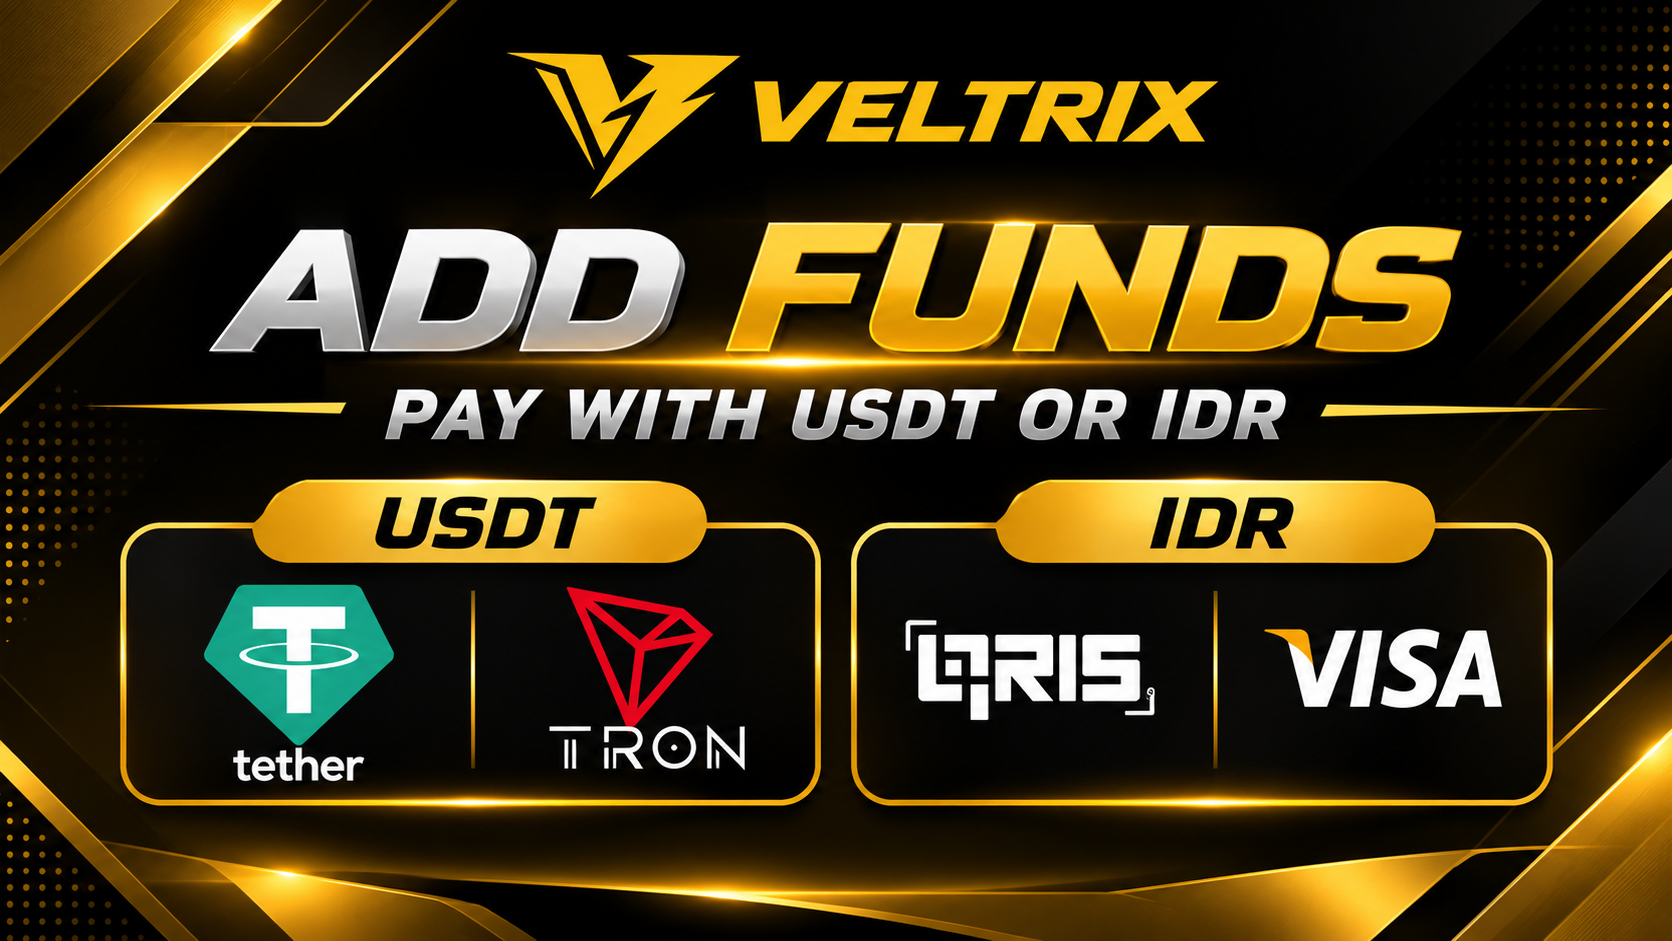 VELTRIX
ADD FUNDS
PAY WITH USDT OR IDR
USDT
IDR
tether
TRON
QRIS
VISA